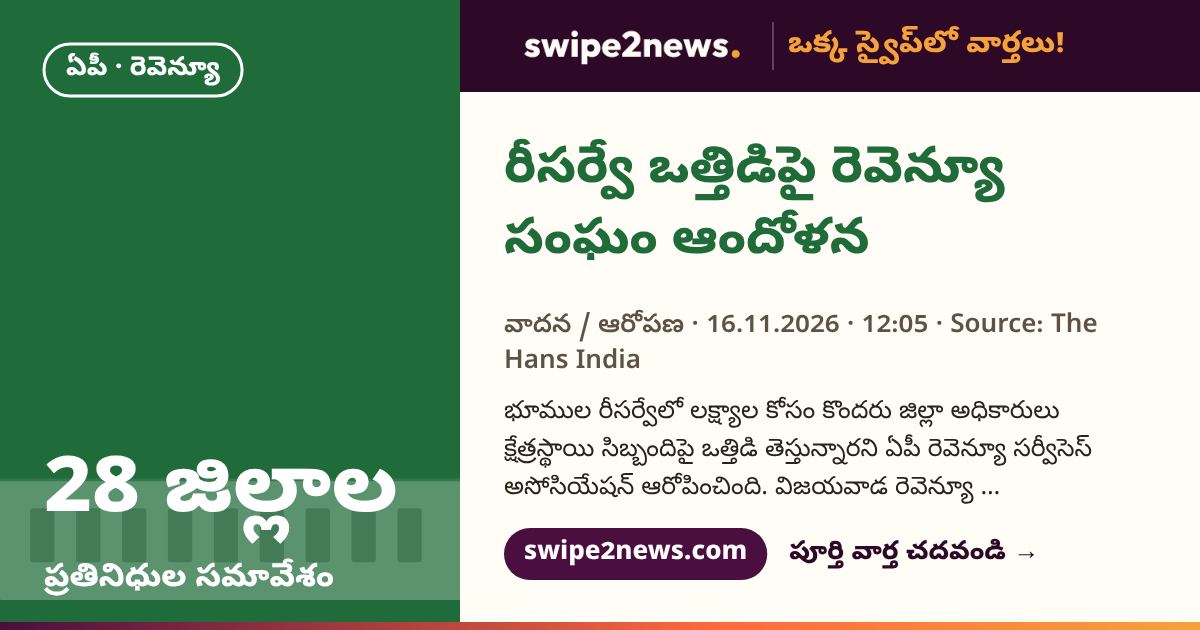 ఏపీ · రెవెన్యూ
28 జిల్లాల
ప్రతినిధుల సమావేశం
swipe2news.
ఒక్క స్వైప్‌లో వార్తలు!
రీసర్వే ఒత్తిడిపై రెవెన్యూ
సంఘం ఆందోళన
వాదన / ఆరోపణ · 16.11.2026 · 12:05 · Source: The
Hans India
భూముల రీసర్వేలో లక్ష్యాల కోసం కొందరు జిల్లా అధికారులు
క్షేత్రస్థాయి సిబ్బందిపై ఒత్తిడి తెస్తున్నారని ఏపీ రెవెన్యూ సర్వీసెస్
అసోసియేషన్ ఆరోపించింది. విజయవాడ రెవెన్యూ ...
swipe2news.com
పూర్తి వార్త చదవండి →